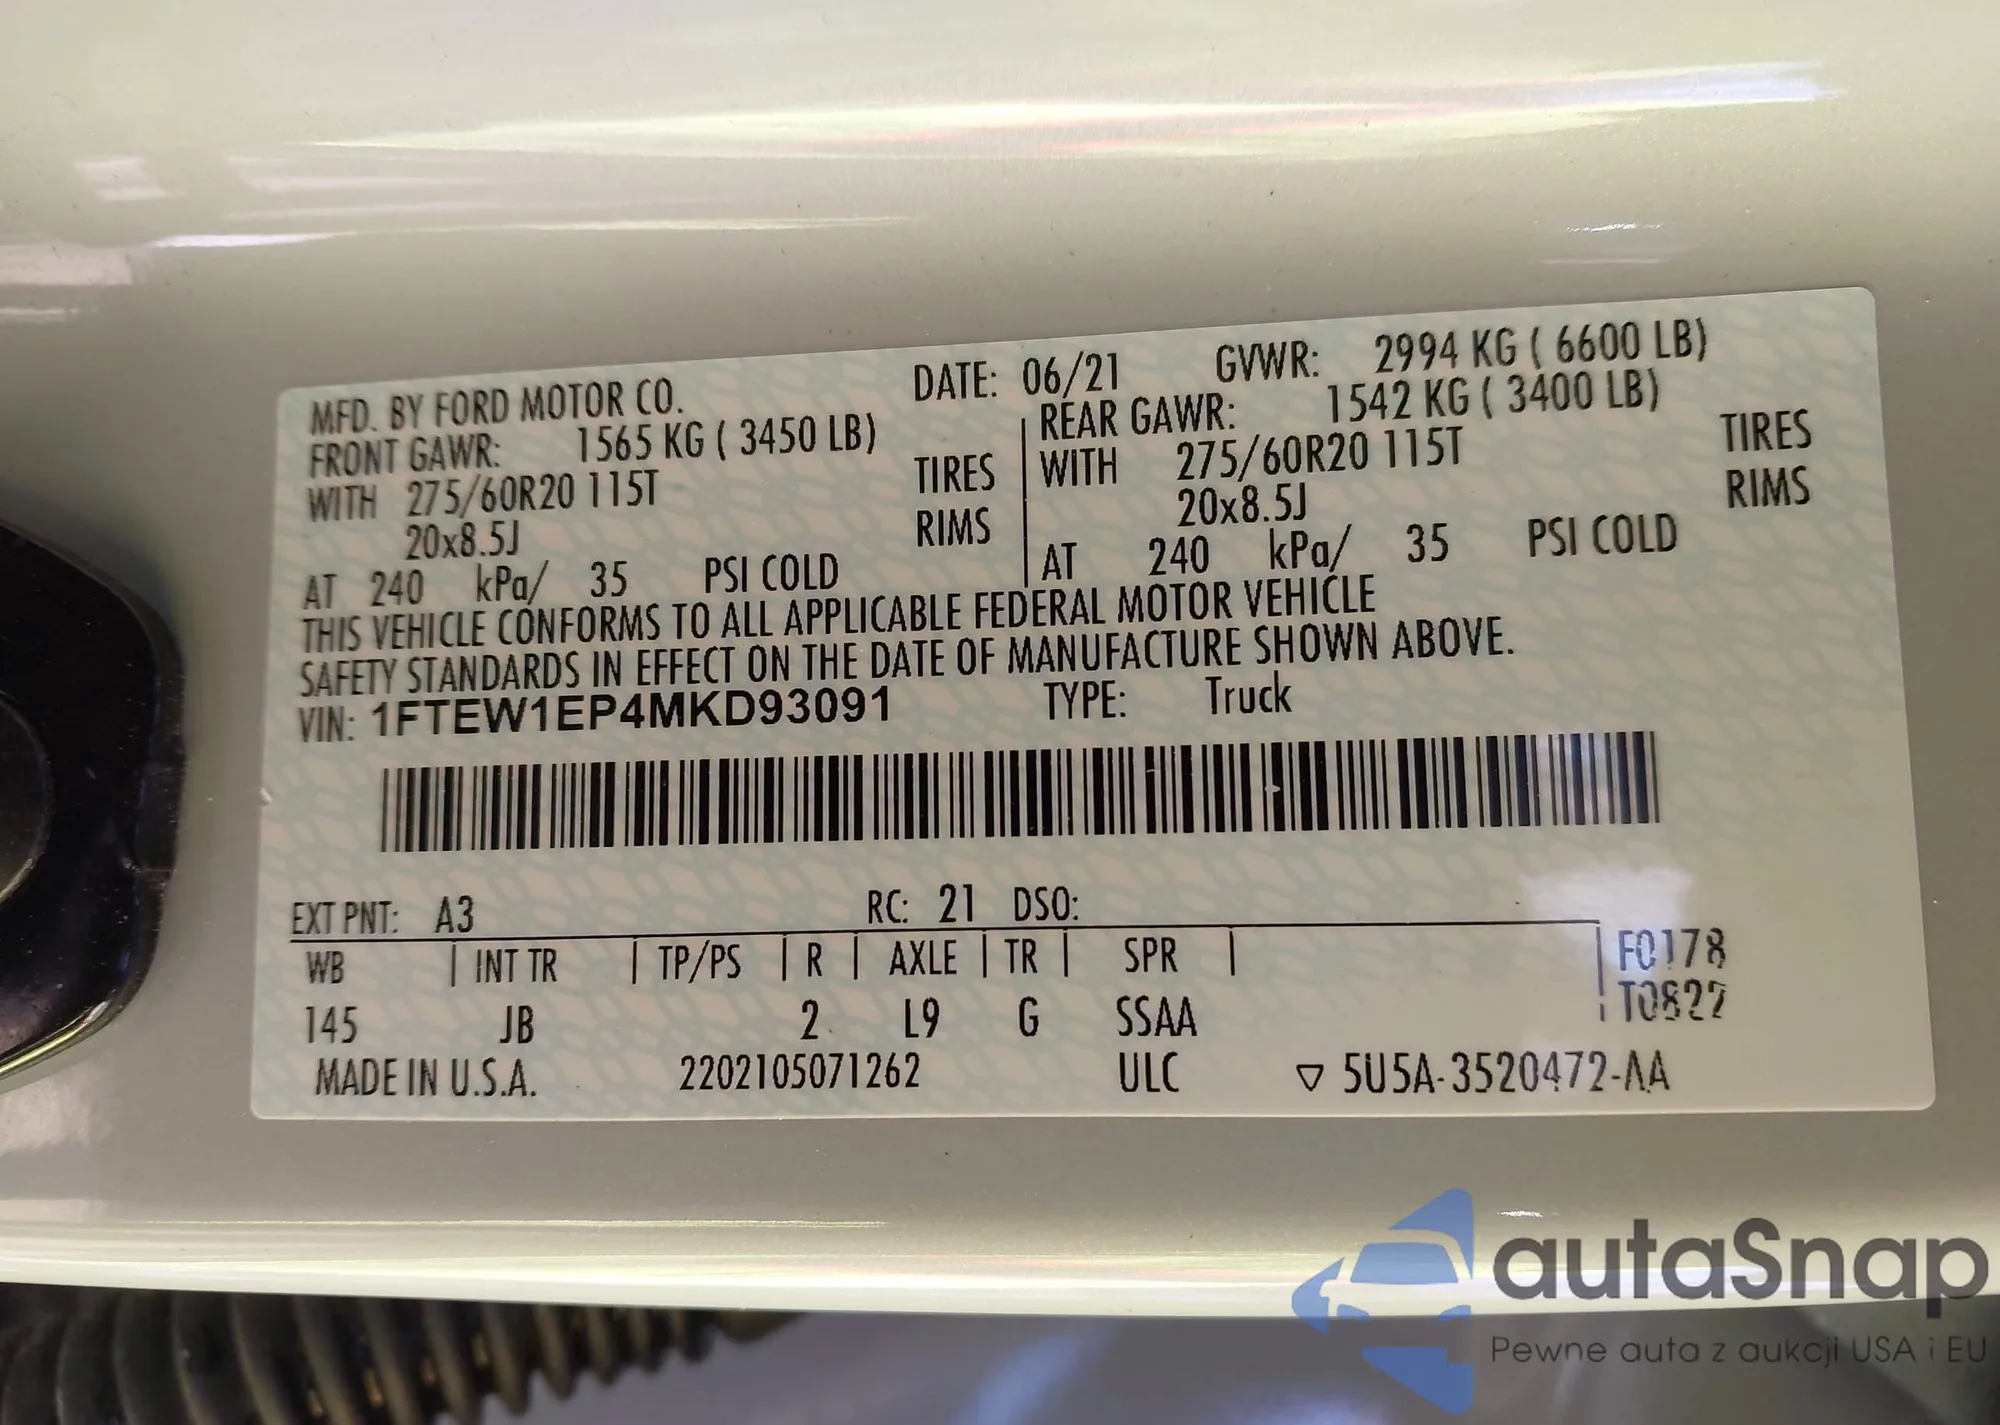 MFD. BY FORD MOTOR CO. DATE: 06/21 GVWR: 2994 KG ( 6600 LB)
FRONT GAWR: 1565 KG ( 3450 LB) REAR GAWR: 1542 KG ( 3400 LB)
WITH 275/60R20 115T TIRES WITH 275/60R20 115T TIRES
20x8.5J RIMS 20x8.5J RIMS
AT 240 kPa/ 35 PSI COLD AT 240 kPa/ 35 PSI COLD
THIS VEHICLE CONFORMS TO ALL APPLICABLE FEDERAL MOTOR VEHICLE
SAFETY STANDARDS IN EFFECT ON THE DATE OF MANUFACTURE SHOWN ABOVE.
VIN: 1FTEW1EP4MKD93091 TYPE: Truck
EXT PNT: A3 RC: 21 DSO:
WB INT TR TP/PS R AXLE TR SPR F0178
145 JB 2 L9 G SSAA T0822
MADE IN U.S.A. 2202105071262 ULC ▽ 5U5A-3520472-AA
autaSnap
Pewne auta z aukcji USA i EU